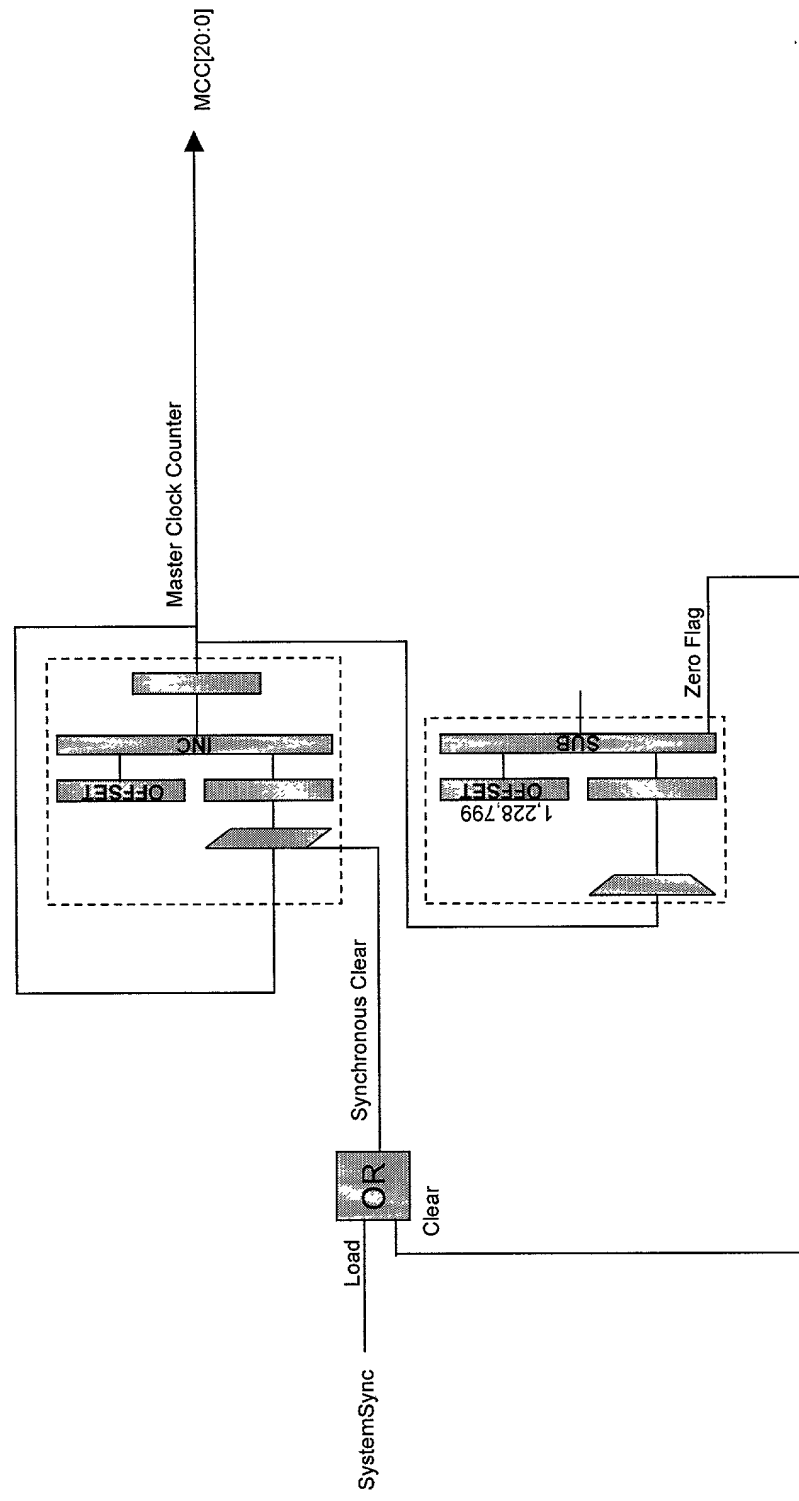 SystemSync
Load
OR
Clear
Synchronous Clear
OFFSET
INC
Master Clock Counter
MCC[20:0]
OFFSET
1,228,799
SUB
Zero Flag